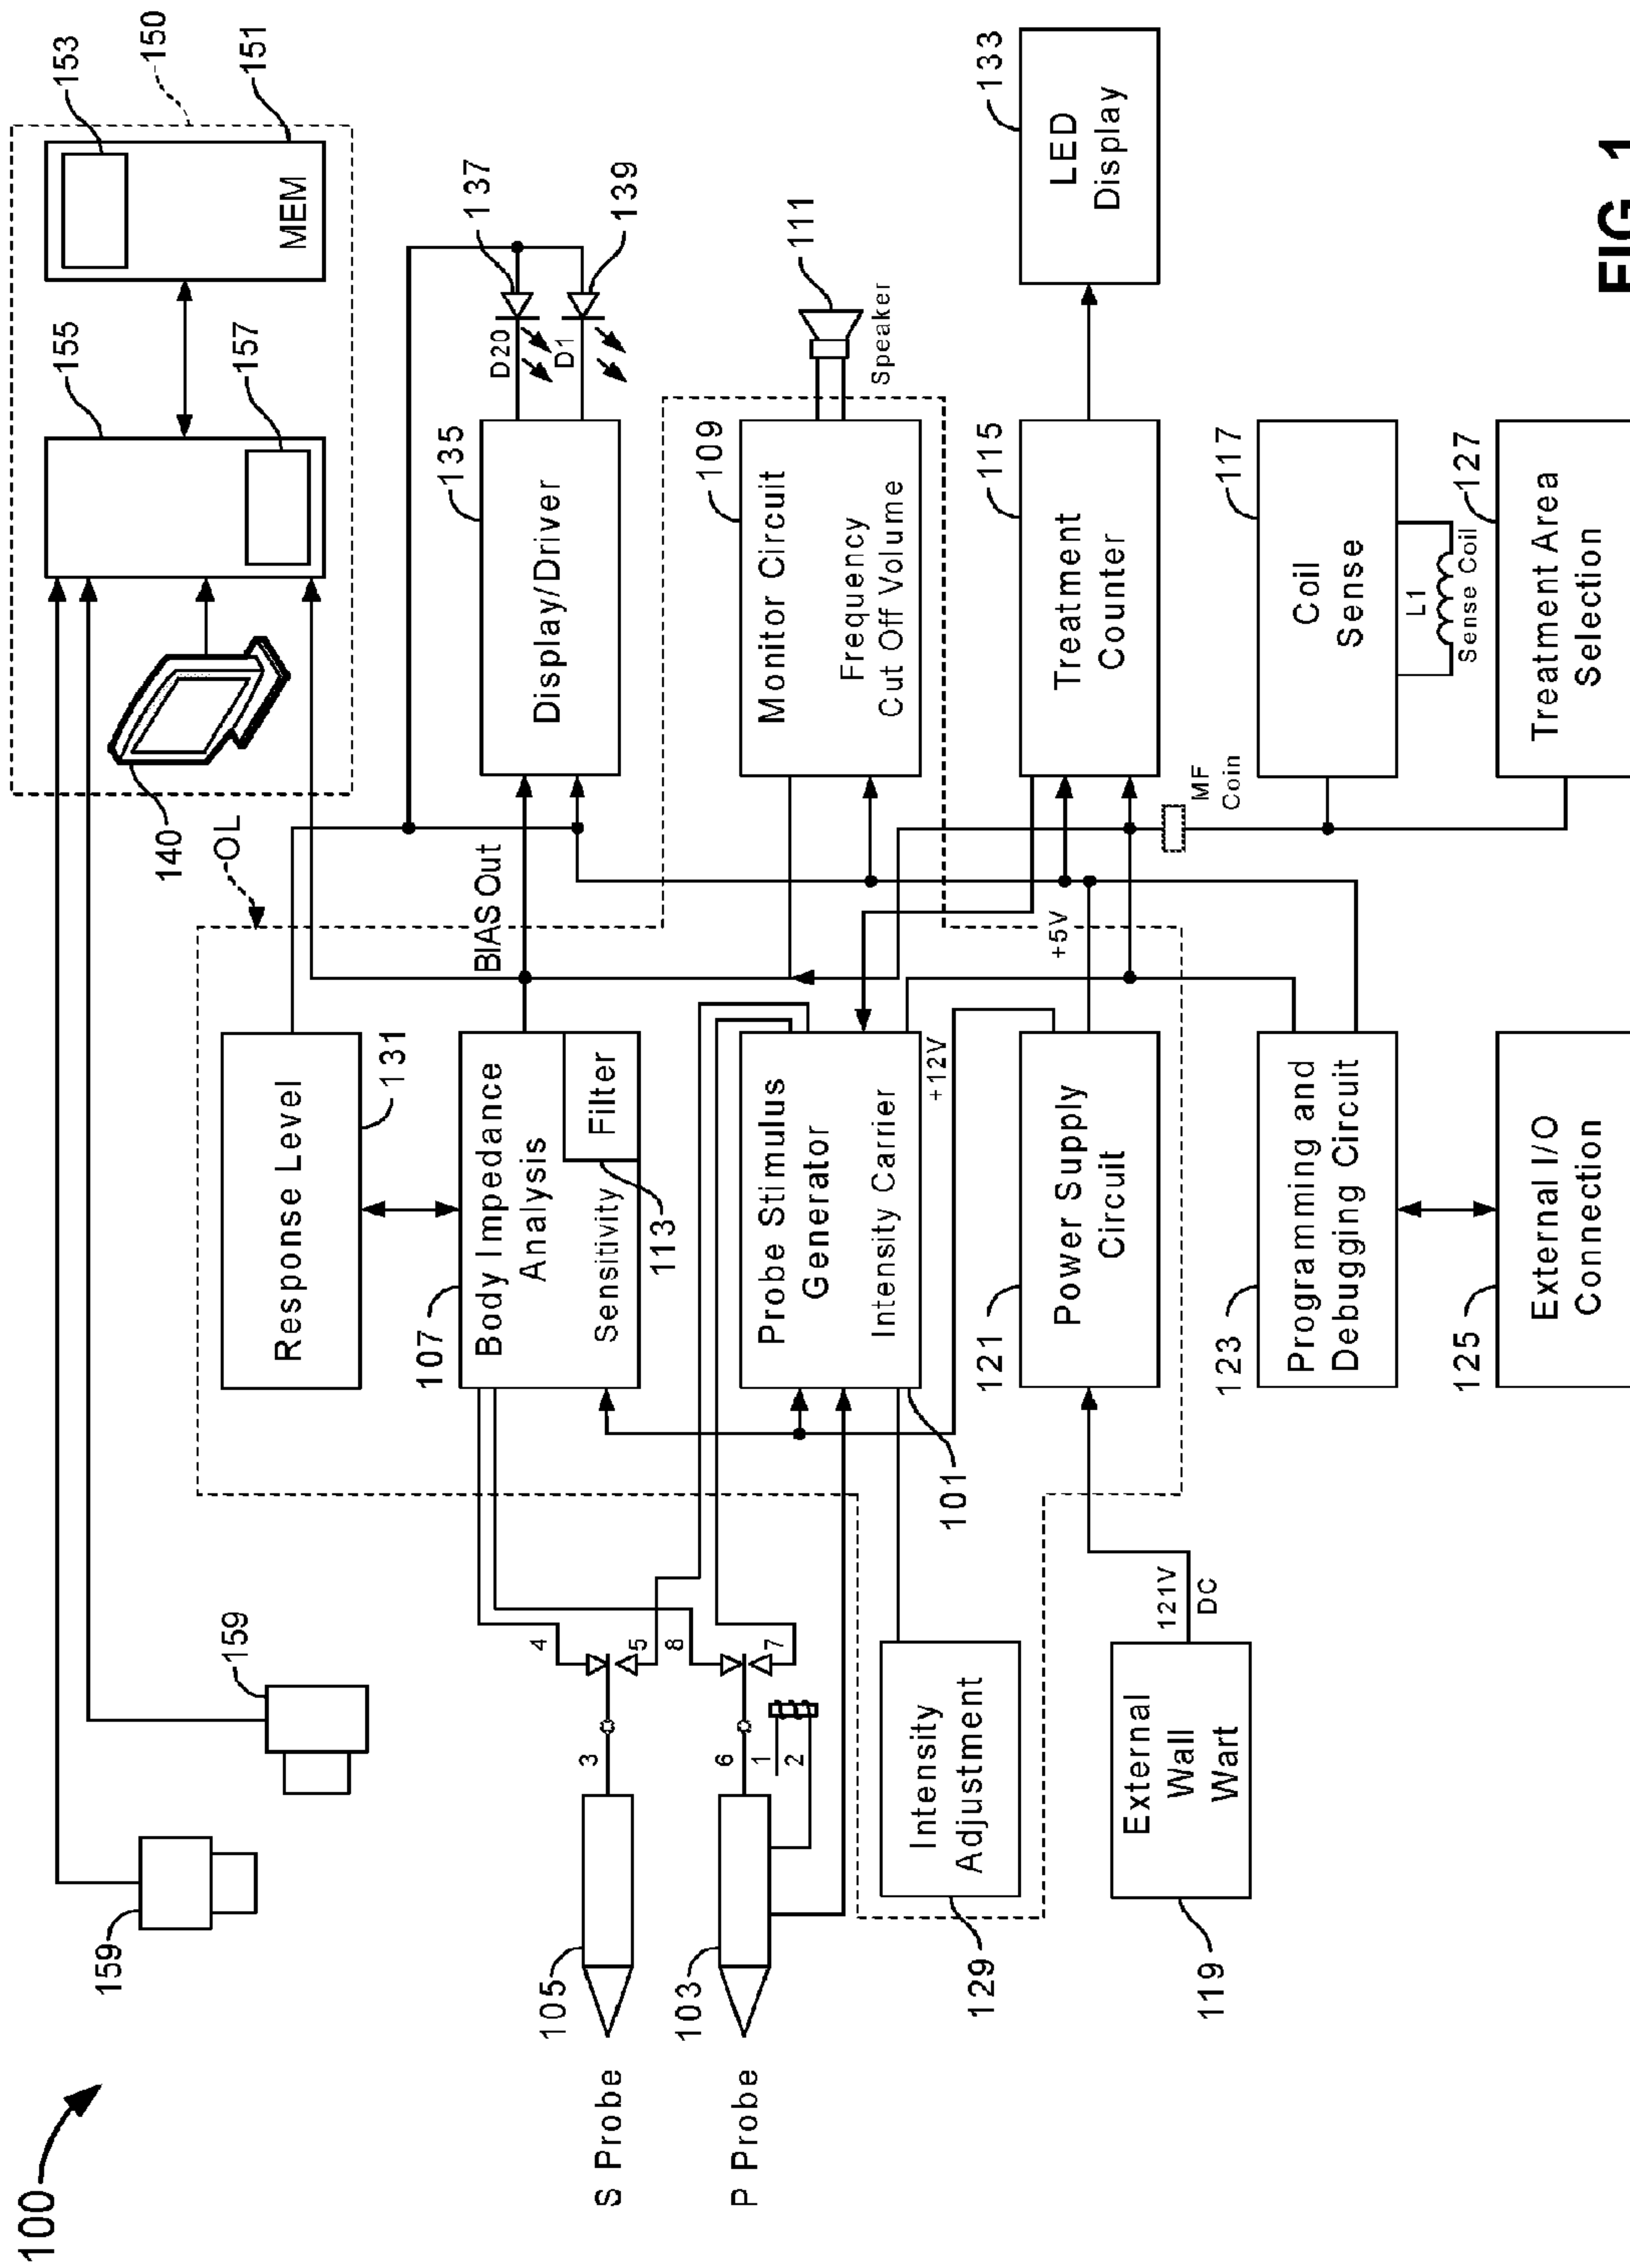 100
159
159
155
153
157
150
151
MEM
140
OL
Response Level
131
S Probe
105
3
4
5
107
Body Impedance
Analysis
Sensitivity
Filter
113
BIAS Out
135
Display/Driver
D20
D1
137
139
P Probe
103
6
1
2
8
7
Probe Stimulus
Generator
Intensity Carrier
101
+12V
109
Monitor Circuit
Frequency
Cut Off Volume
111
Speaker
129
Intensity
Adjustment
121
Power Supply
Circuit
+5V
115
Treatment
Counter
133
LED
Display
119
External
Wall
Wart
121V
DC
MF
Coin
123
Programming and
Debugging Circuit
117
Coil
Sense
L1
Sense Coil
125
External I/O
Connection
127
Treatment Area
Selection
FIG. 1